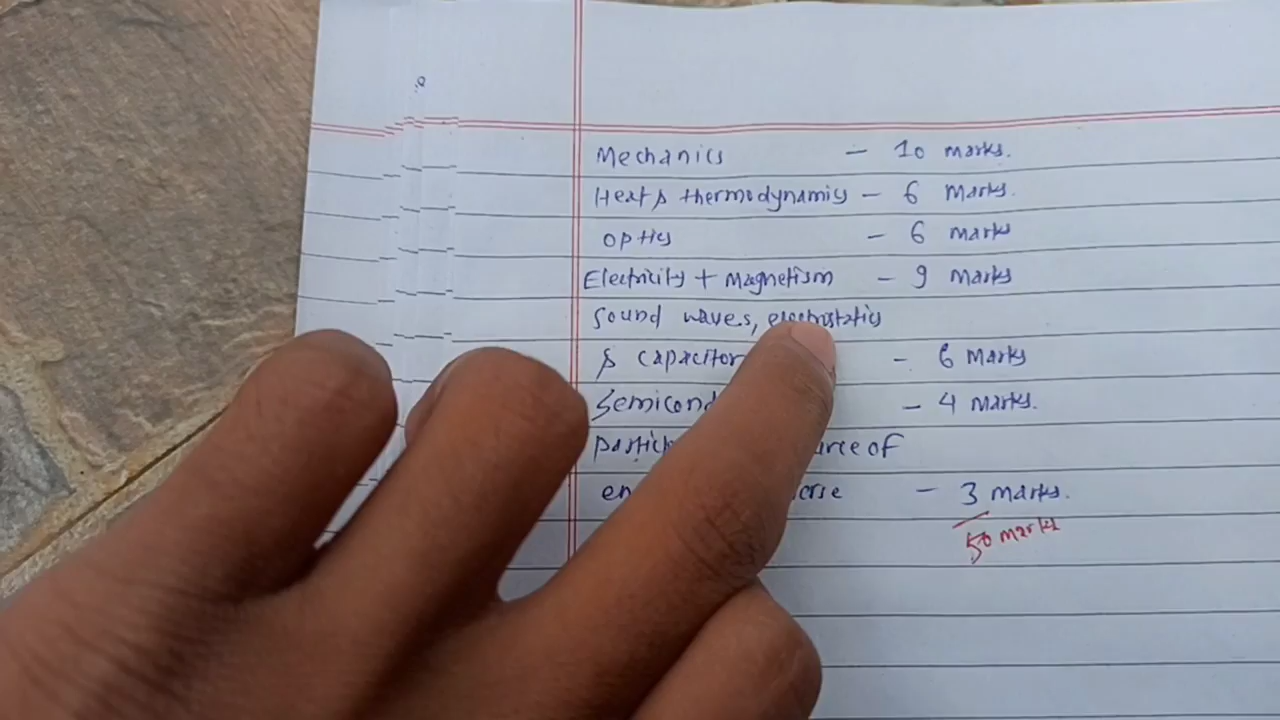 Mechanics - 10 marks.
Heat & thermodynamics - 6 Marks.
optics - 6 marks
Electricity + Magnetism - 9 marks
Sound waves, electrostatics
& capacitor - 6 Marks
- 4 Marks.
of
- 3 marks.
50 marks